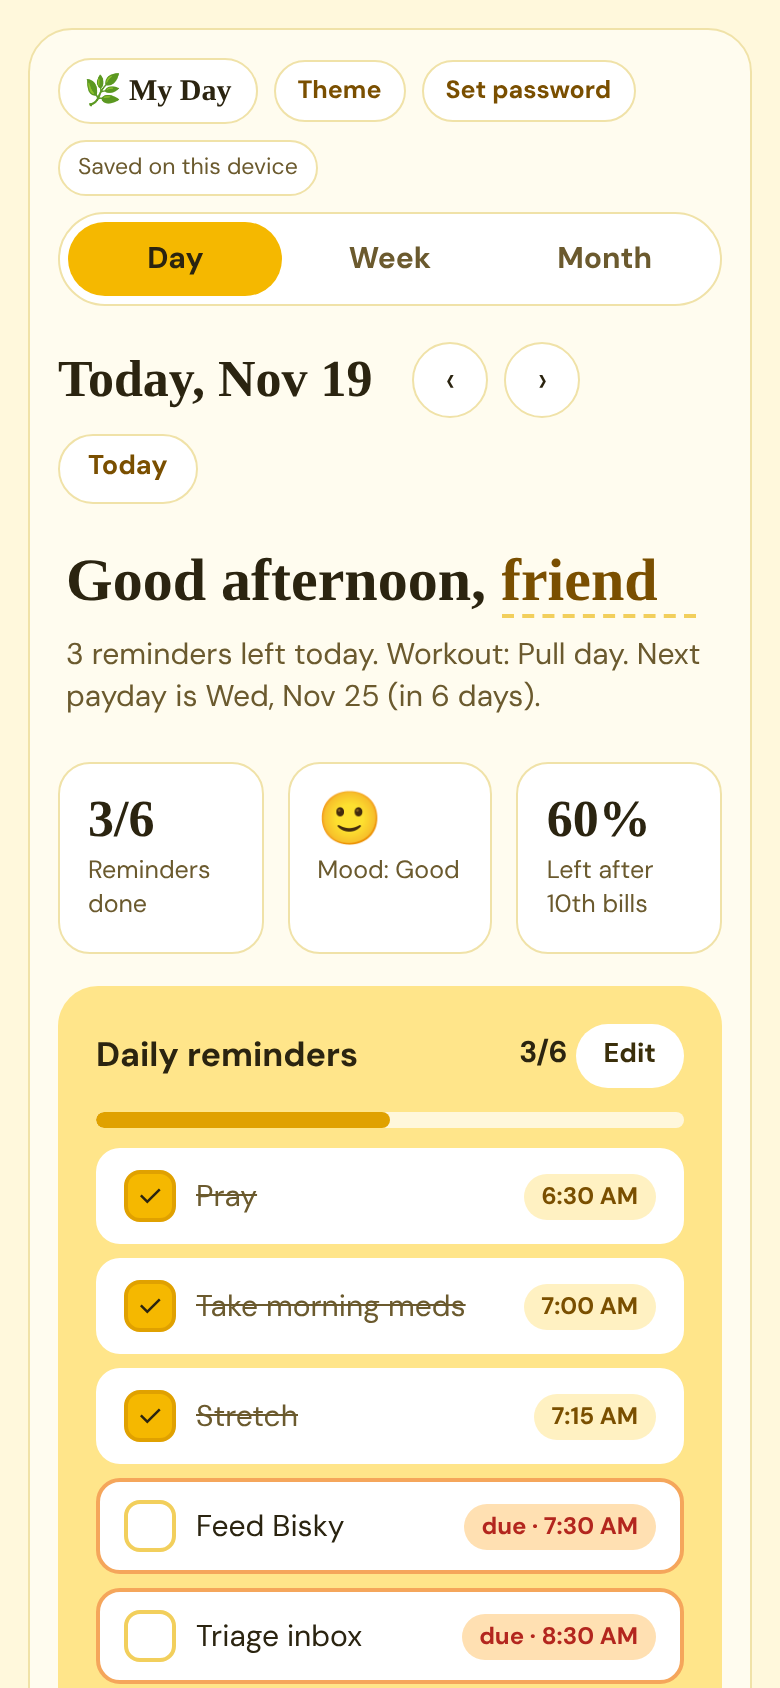 🌿 My Day
Theme
Set password
Saved on this device
Day
Week
Month
Today, Nov 19
‹
›
Today
Good afternoon, friend
3 reminders left today. Workout: Pull day. Next
payday is Wed, Nov 25 (in 6 days).
3/6
Reminders
done
Mood: Good
60%
Left after
10th bills
Daily reminders
3/6
Edit
Pray
6:30 AM
Take morning meds
7:00 AM
Stretch
7:15 AM
Feed Bisky
due · 7:30 AM
Triage inbox
due · 8:30 AM